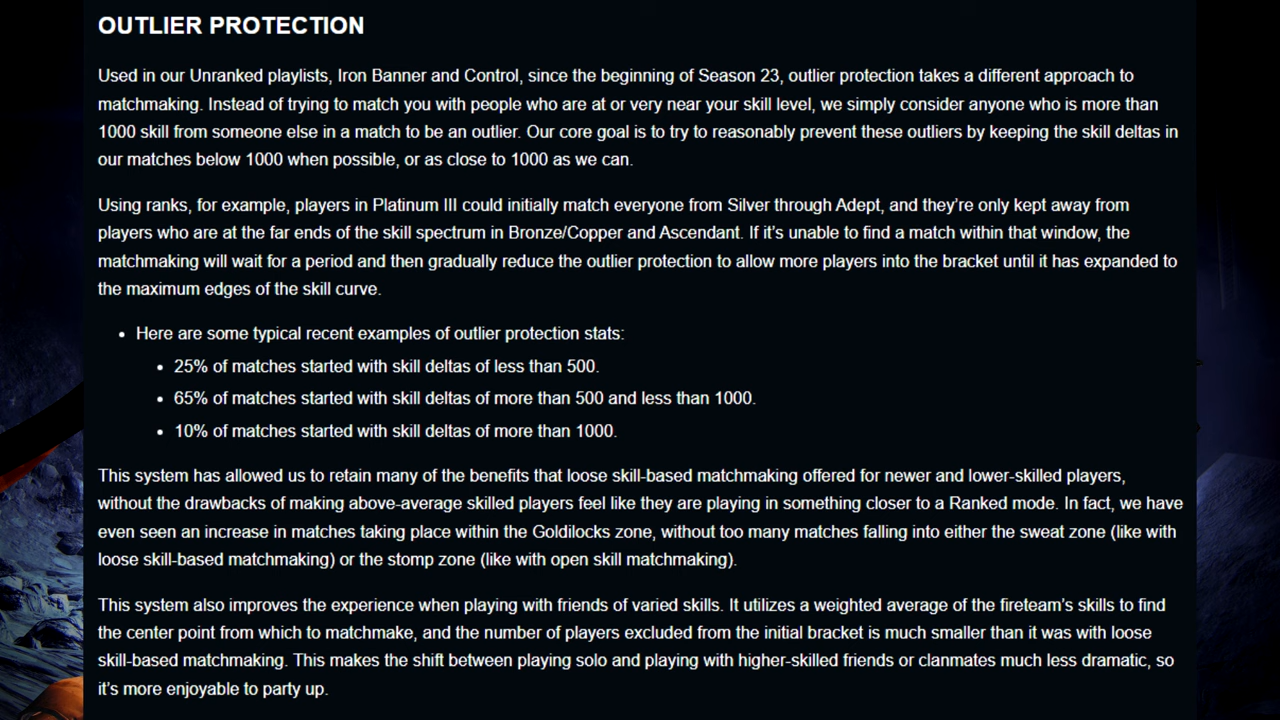 OUTLIER PROTECTION
Used in our Unranked playlists, Iron Banner and Control, since the beginning of Season 23, outlier protection takes a different approach to
matchmaking. Instead of trying to match you with people who are at or very near your skill level, we simply consider anyone who is more than
1000 skill from someone else in a match to be an outlier. Our core goal is to try to reasonably prevent these outliers by keeping the skill deltas in
our matches below 1000 when possible, or as close to 1000 as we can.
Using ranks, for example, players in Platinum III could initially match everyone from Silver through Adept, and they're only kept away from
players who are at the far ends of the skill spectrum in Bronze/Copper and Ascendant. If it's unable to find a match within that window, the
matchmaking will wait for a period and then gradually reduce the outlier protection to allow more players into the bracket until it has expanded to
the maximum edges of the skill curve.
• Here are some typical recent examples of outlier protection stats:
• 25% of matches started with skill deltas of less than 500.
• 65% of matches started with skill deltas of more than 500 and less than 1000.
• 10% of matches started with skill deltas of more than 1000.
This system has allowed us to retain many of the benefits that loose skill-based matchmaking offered for newer and lower-skilled players,
without the drawbacks of making above-average skilled players feel like they are playing in something closer to a Ranked mode. In fact, we have
even seen an increase in matches taking place within the Goldilocks zone, without too many matches falling into either the sweat zone (like with
loose skill-based matchmaking) or the stomp zone (like with open skill matchmaking).
This system also improves the experience when playing with friends of varied skills. It utilizes a weighted average of the fireteam's skills to find
the center point from which to matchmake, and the number of players excluded from the initial bracket is much smaller than it was with loose
skill-based matchmaking. This makes the shift between playing solo and playing with higher-skilled friends or clanmates much less dramatic, so
it's more enjoyable to party up.